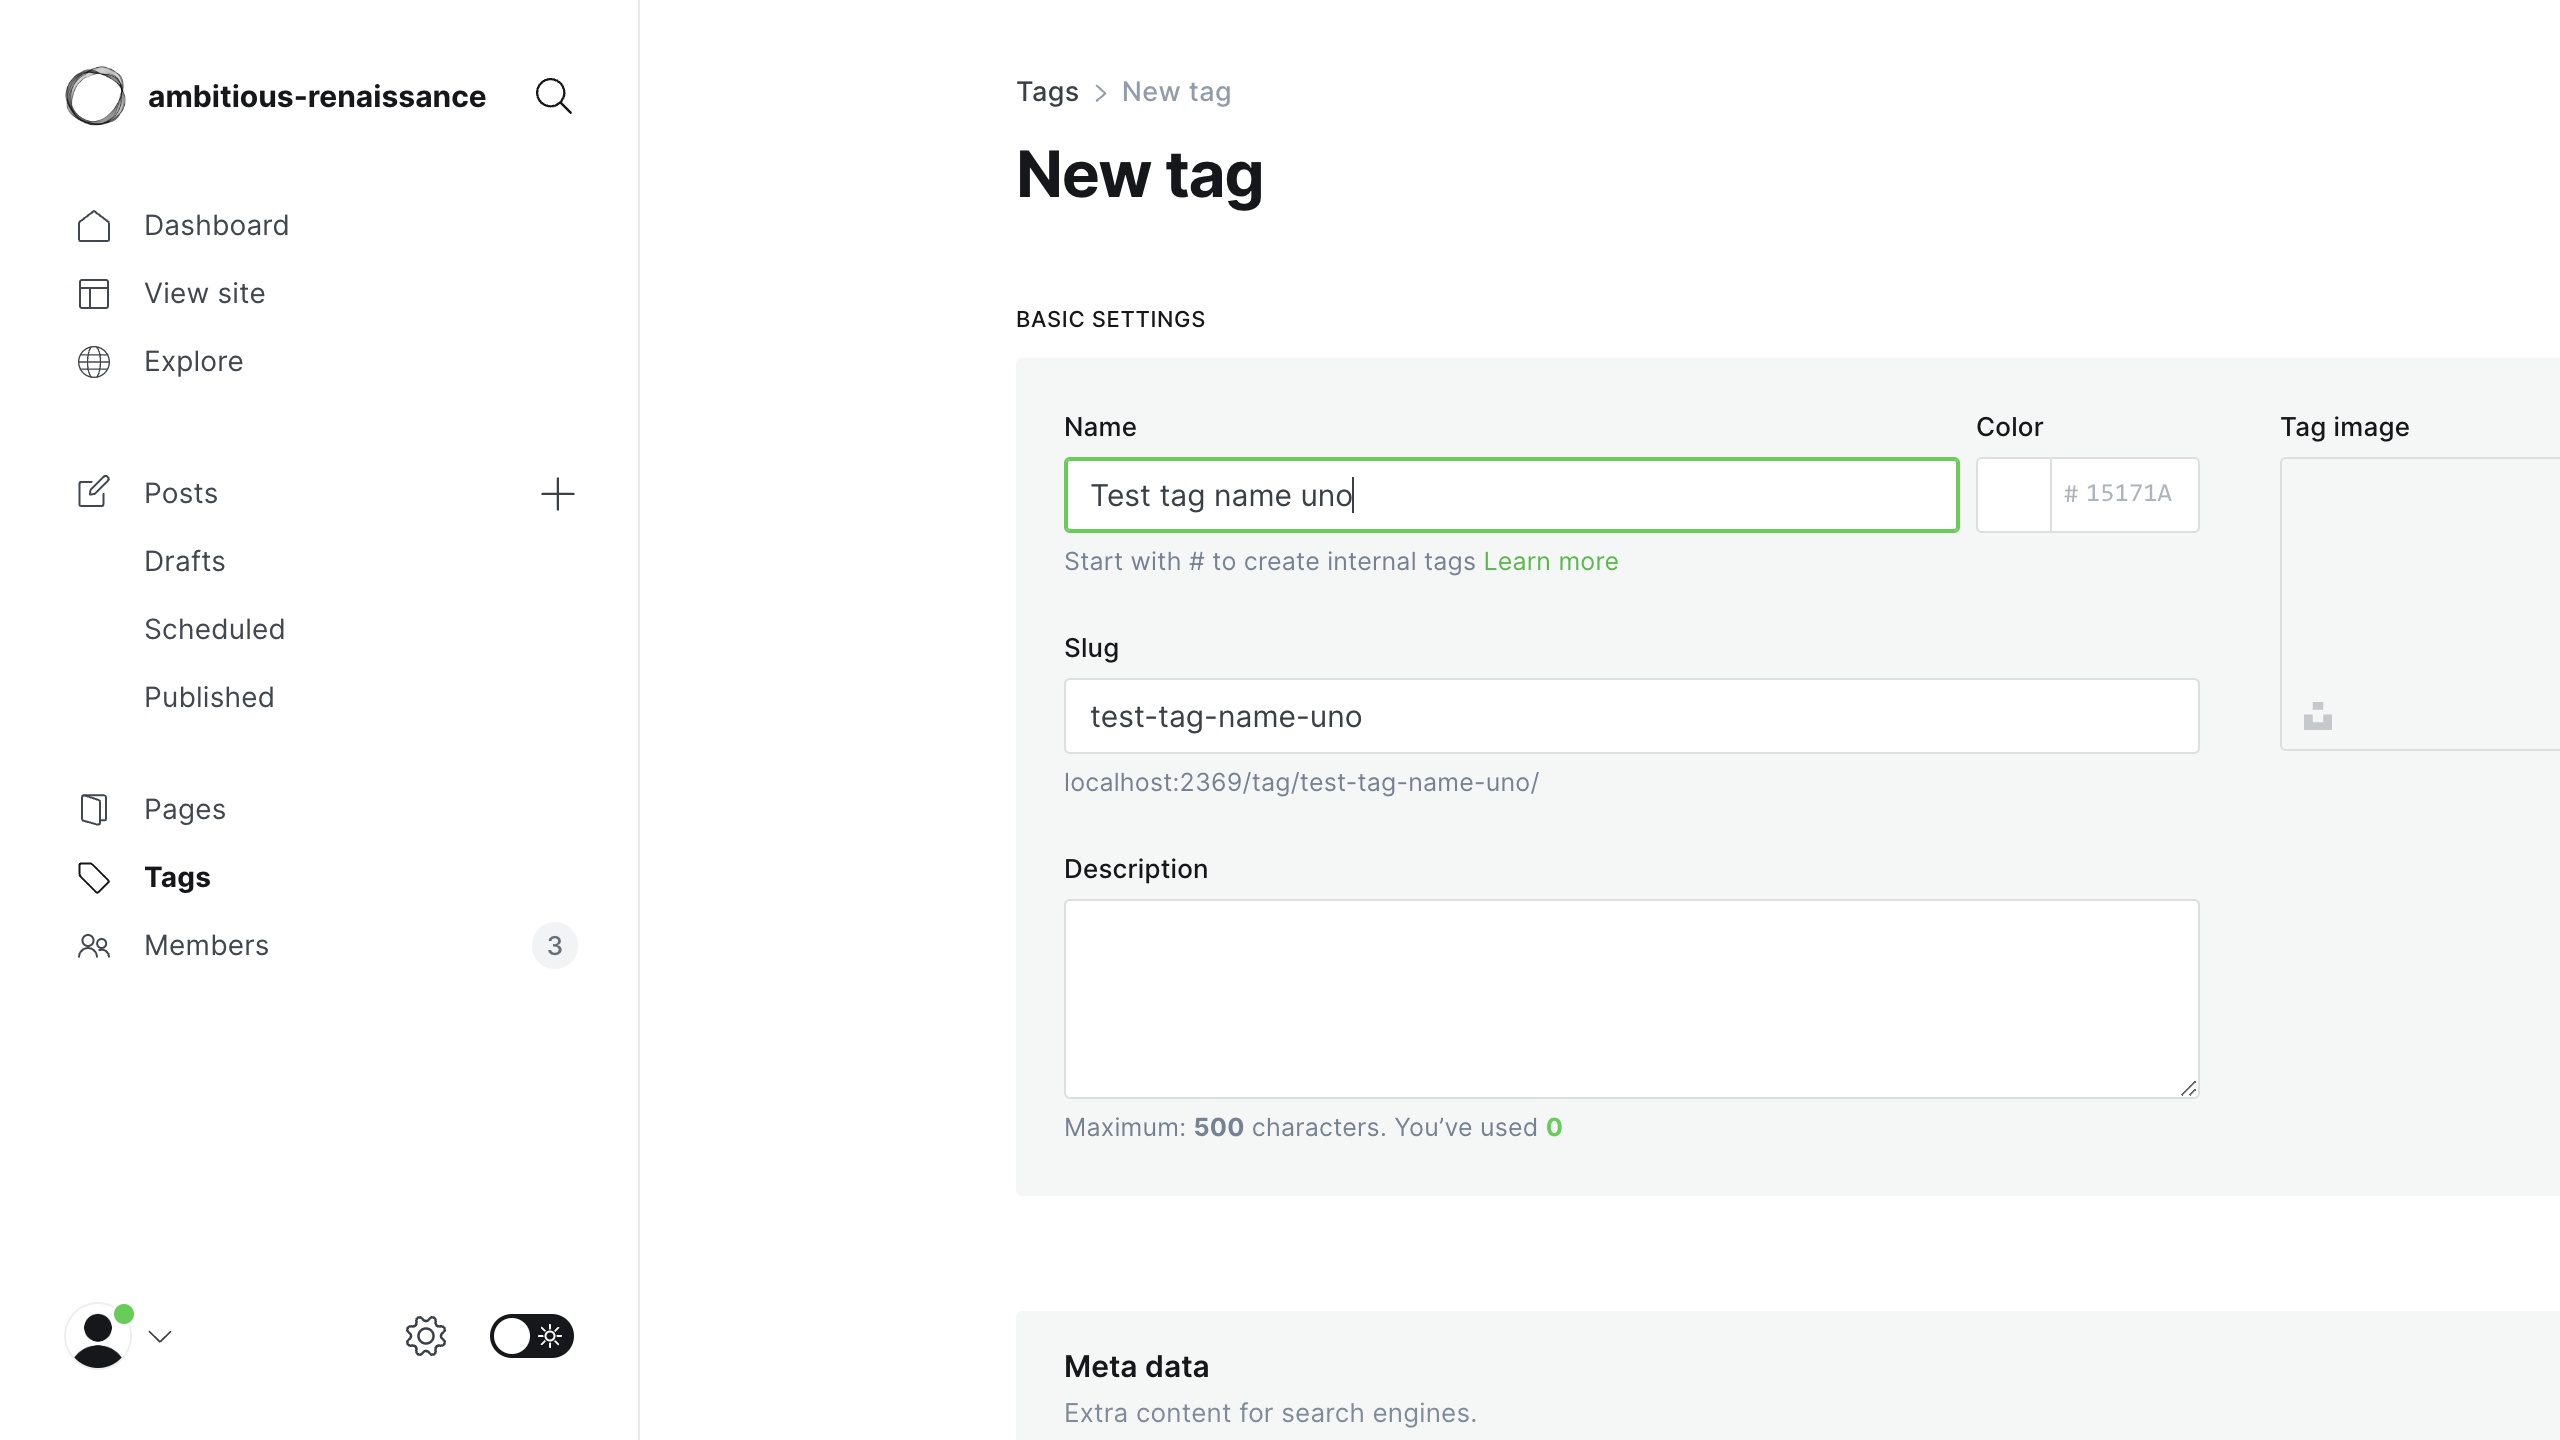 ambitious-renaissance
Dashboard
View site
Explore
Posts
Drafts
Scheduled
Published
Pages
Tags
Members 3
Tags > New tag
New tag
BASIC SETTINGS
Name
Test tag name uno
Start with # to create internal tags Learn more
Color
# 15171A
Tag image
Slug
test-tag-name-uno
localhost:2369/tag/test-tag-name-uno/
Description
Maximum: 500 characters. You’ve used 0
Meta data
Extra content for search engines.